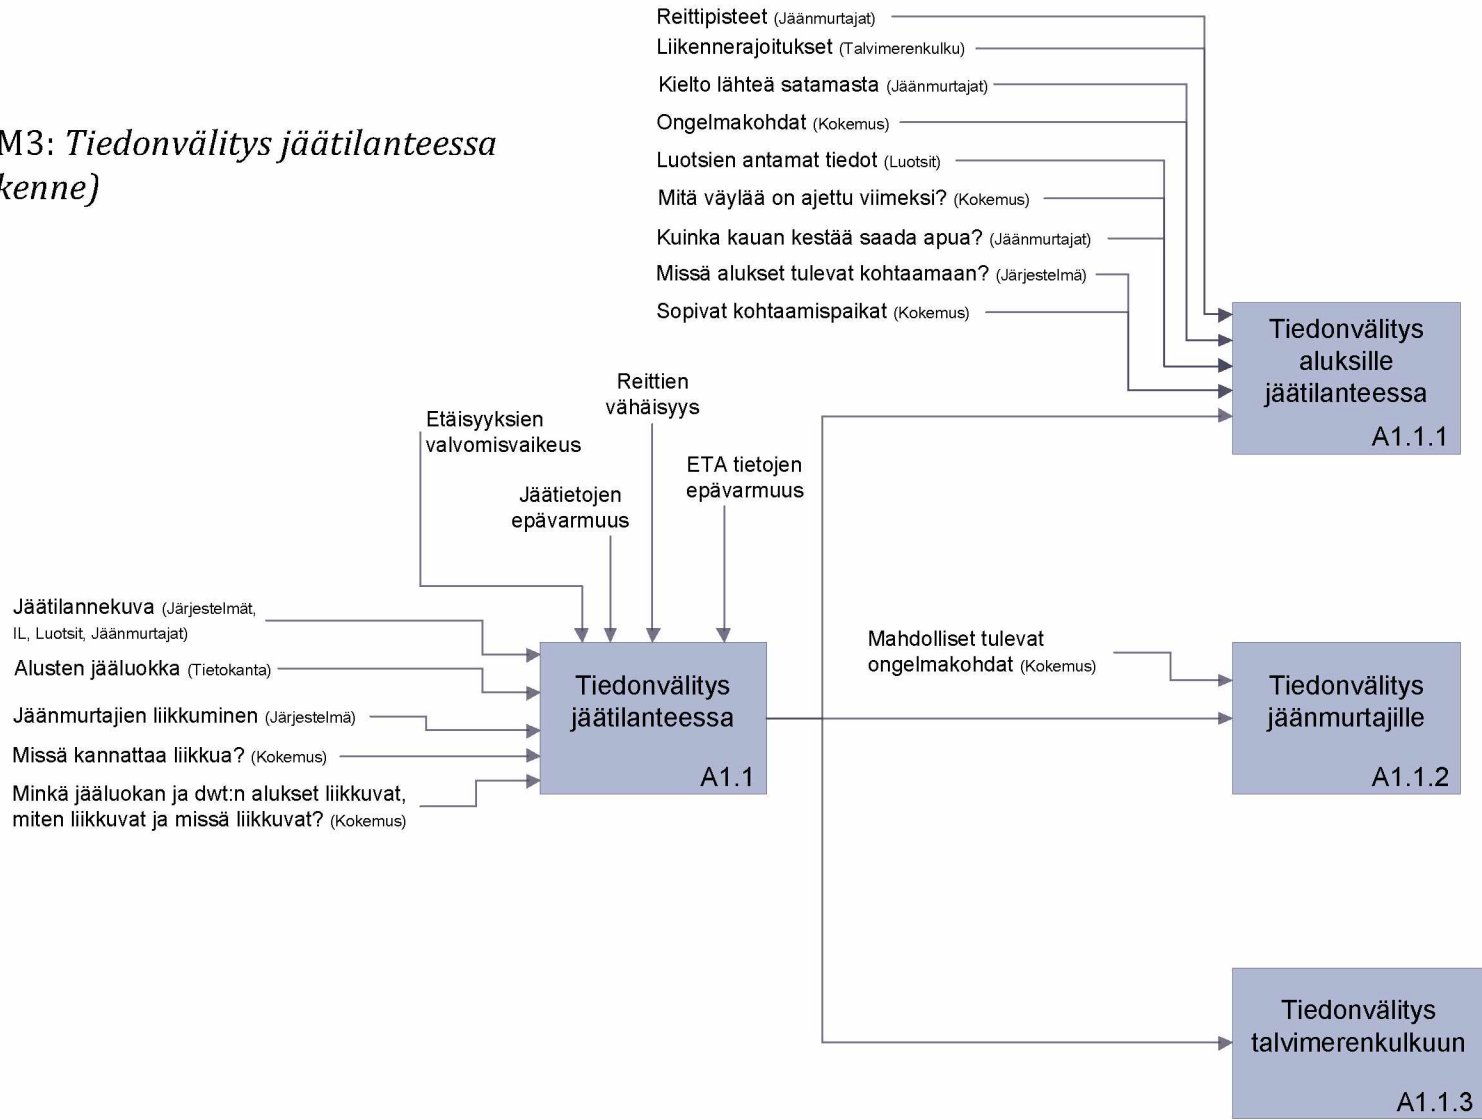 M3: Tiedonvälitys jäätilanteessa
kenne)
Reittipisteet (Jäänmurtajat)
Liikennerajoitukset (Talvimerenkulku)
Kielto lähteä satamasta (Jäänmurtajat)
Ongelmakohdat (Kokemus)
Luotsien antamat tiedot (Luotsit)
Mitä väylää on ajettu viimeksi? (Kokemus)
Kuinka kauan kestää saada apua? (Jäänmurtajat)
Missä alukset tulevat kohtaamaan? (Järjestelmä)
Sopivat kohtaamispaikat (Kokemus)
Tiedonvälitys
aluksille
jäätilanteessa
A1.1.1
Etäisyyksien
valvomisvaikeus
Jäätietojen
epävarmuus
Reittien
vähäisyys
ETA tietojen
epävarmuus
Jäätilannekuva (Järjestelmät,
IL, Luotsit, Jäänmurtajat)
Alusten jääluokka (Tietokanta)
Jäänmurtajien liikkuminen (Järjestelmä)
Missä kannattaa liikkua? (Kokemus)
Minkä jääluokan ja dwt:n alukset liikkuvat,
miten liikkuvat ja missä liikkuvat? (Kokemus)
Tiedonvälitys
jäätilanteessa
A1.1
Mahdolliset tulevat
ongelmakohdat (Kokemus)
Tiedonvälitys
jäänmurtajille
A1.1.2
Tiedonvälitys
talvimerenkulkuun
A1.1.3